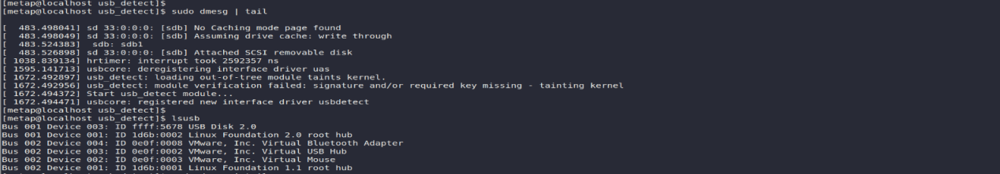 [metap@localhost usb_detect]$
[metap@localhost usb_detect]$ sudo dmesg | tail
[  483.498041] sd 33:0:0:0: [sdb] No Caching mode page found
[  483.498049] sd 33:0:0:0: [sdb] Assuming drive cache: write through
[  483.524383]  sdb: sdb1
[  483.526898] sd 33:0:0:0: [sdb] Attached SCSI removable disk
[ 1038.839134] hrtimer: interrupt took 2592357 ns
[ 1595.141713] usbcore: deregistering interface driver uas
[ 1672.492897] usb_detect: loading out-of-tree module taints kernel.
[ 1672.492956] usb_detect: module verification failed: signature and/or required key missing - tainting kernel
[ 1672.494372] Start usb_detect module...
[ 1672.494471] usbcore: registered new interface driver usbdetect
[metap@localhost usb_detect]$
[metap@localhost usb_detect]$ lsusb
Bus 001 Device 003: ID ffff:5678 USB Disk 2.0
Bus 001 Device 001: ID 1d6b:0002 Linux Foundation 2.0 root hub
Bus 002 Device 004: ID 0e0f:0008 VMware, Inc. Virtual Bluetooth Adapter
Bus 002 Device 003: ID 0e0f:0002 VMware, Inc. Virtual USB Hub
Bus 002 Device 002: ID 0e0f:0003 VMware, Inc. Virtual Mouse
Bus 002 Device 001: ID 1d6b:0001 Linux Foundation 1.1 root hub